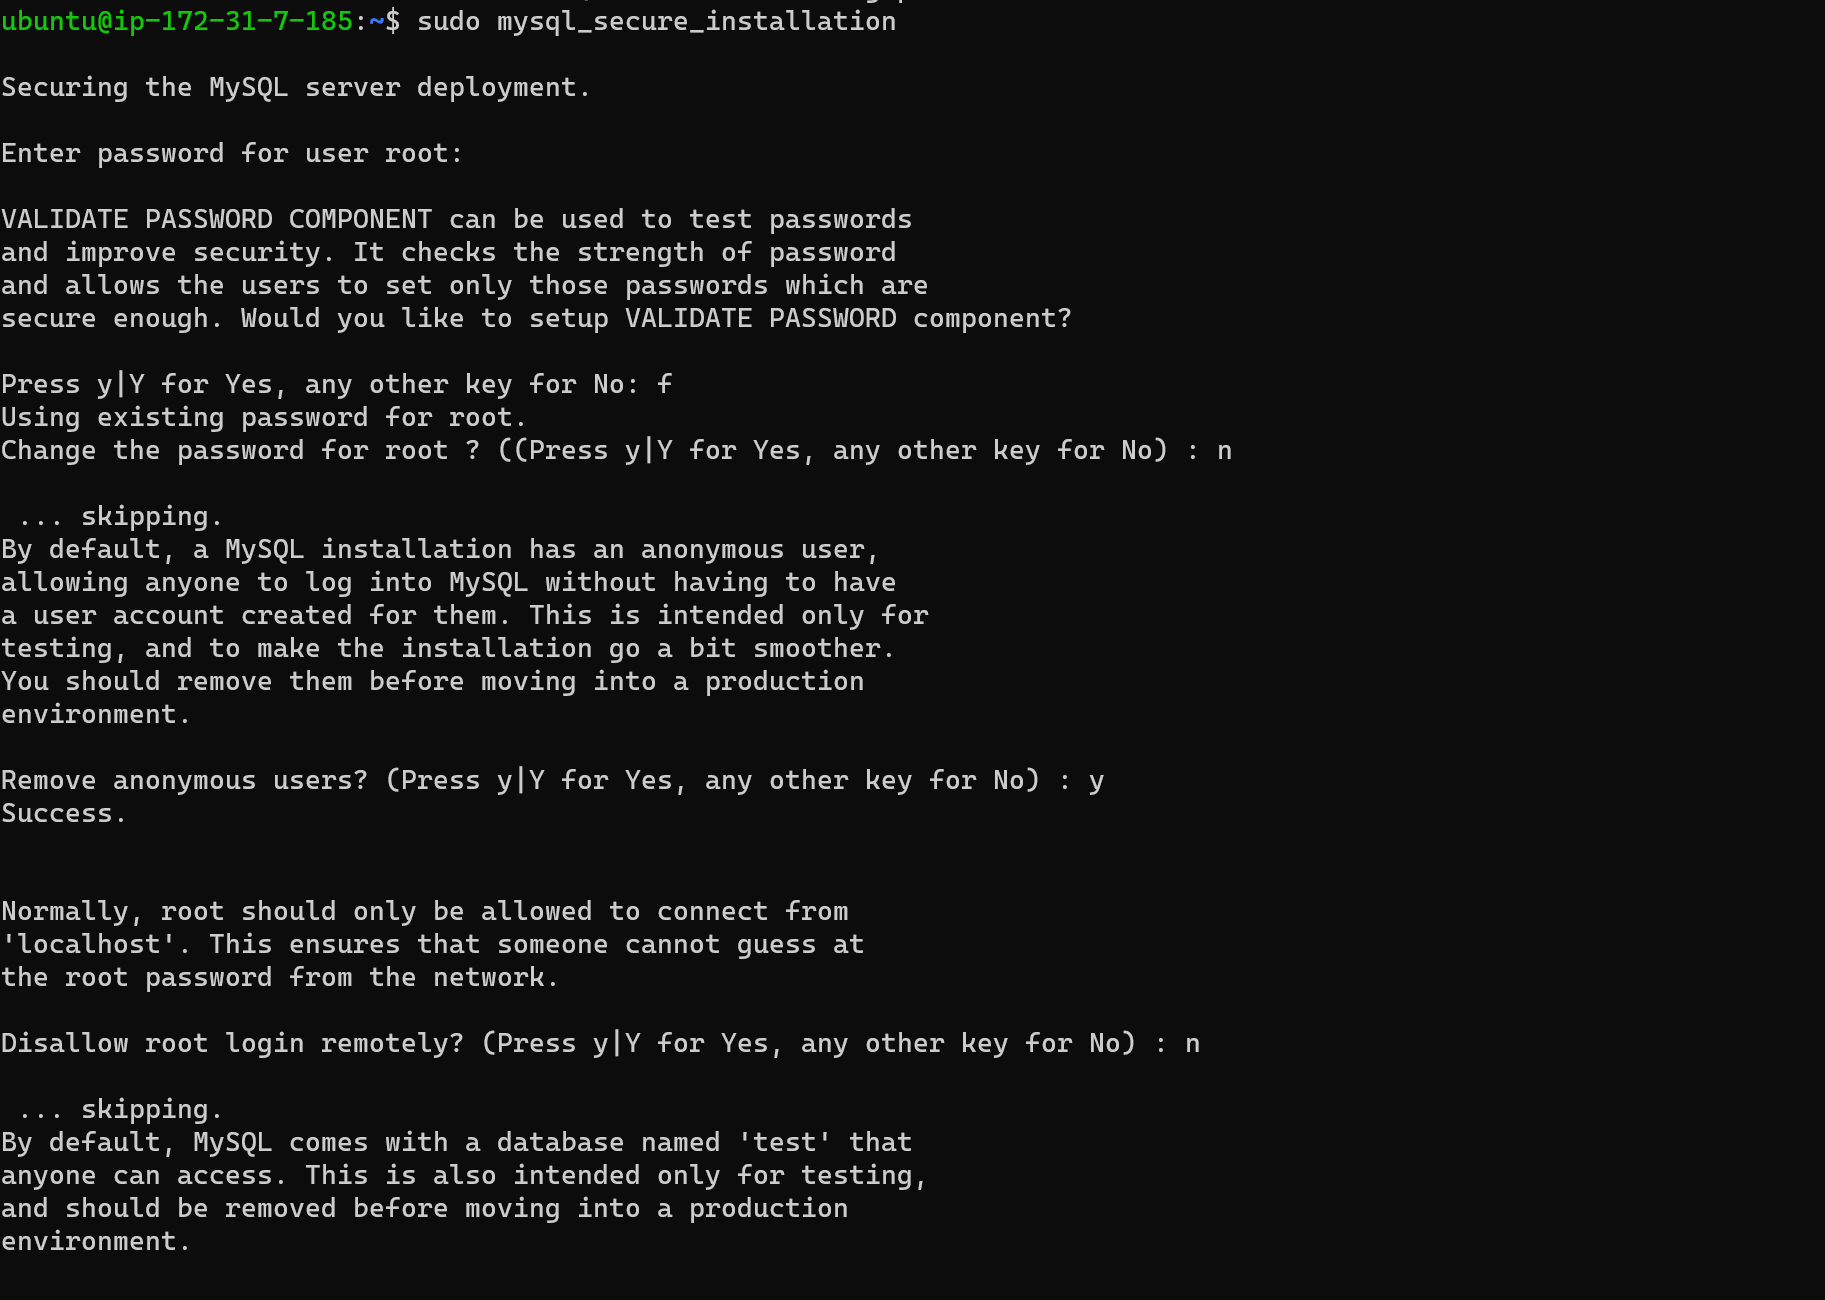 ubuntu@ip-172-31-7-185:~$ sudo mysql_secure_installation
Securing the MySQL server deployment.
Enter password for user root:
VALIDATE PASSWORD COMPONENT can be used to test passwords
and improve security. It checks the strength of password
and allows the users to set only those passwords which are
secure enough. Would you like to setup VALIDATE PASSWORD component?
Press y|Y for Yes, any other key for No: f
Using existing password for root.
Change the password for root ? ((Press y|Y for Yes, any other key for No) : n
 ... skipping.
By default, a MySQL installation has an anonymous user,
allowing anyone to log into MySQL without having to have
a user account created for them. This is intended only for
testing, and to make the installation go a bit smoother.
You should remove them before moving into a production
environment.
Remove anonymous users? (Press y|Y for Yes, any other key for No) : y
Success.
Normally, root should only be allowed to connect from
'localhost'. This ensures that someone cannot guess at
the root password from the network.
Disallow root login remotely? (Press y|Y for Yes, any other key for No) : n
 ... skipping.
By default, MySQL comes with a database named 'test' that
anyone can access. This is also intended only for testing,
and should be removed before moving into a production
environment.